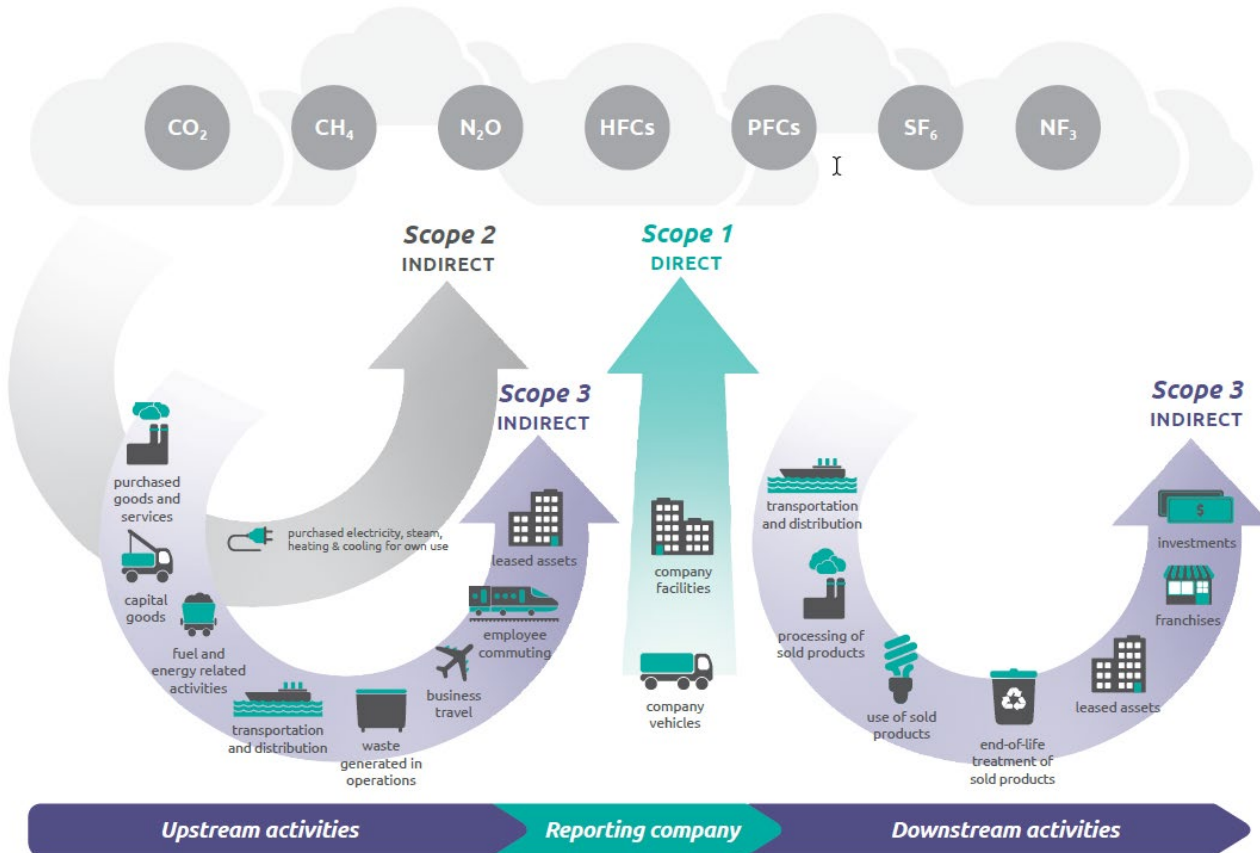 CO₂
CH₄
N₂O
HFCs
PFCs
SF₆
NF₃
Scope 2
INDIRECT
Scope 1
DIRECT
Scope 3
INDIRECT
Scope 3
INDIRECT
purchased
goods and
services
capital
goods
fuel and
energy related
activities
purchased electricity, steam,
heating & cooling for own use
transportation
and distribution
waste
generated in
operations
business
travel
employee
commuting
leased assets
company
facilities
company
vehicles
transportation
and distribution
processing of
sold products
use of sold
products
end-of-life
treatment of
sold products
leased assets
franchises
$
investments
Upstream activities
Reporting company
Downstream activities